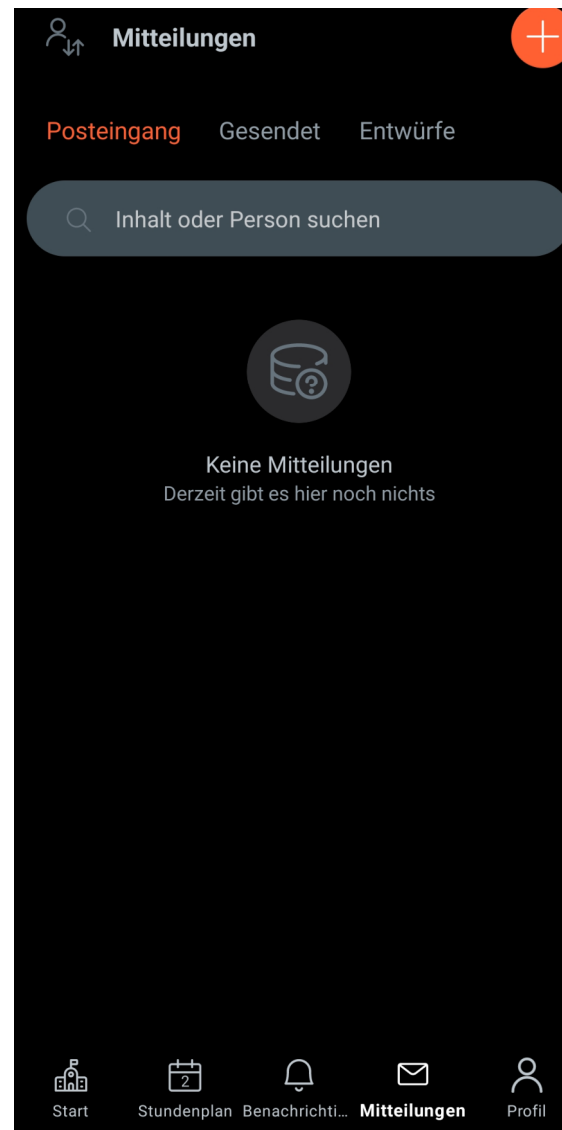 Mitteilungen
Posteingang Gesendet Entwürfe
Inhalt oder Person suchen
Keine Mitteilungen
Derzeit gibt es hier noch nichts
2
Start Stundenplan Benachrichti... Mitteilungen Profil